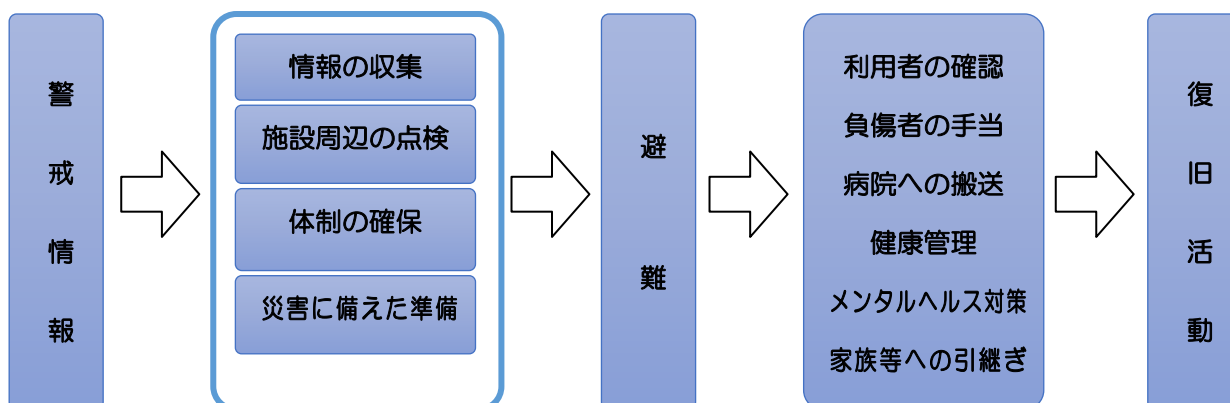 警戒情報
情報の収集
施設周辺の点検
体制の確保
災害に備えた準備
避難
利用者の確認
負傷者の手当
病院への搬送
健康管理
メンタルヘルス対策
家族等への引継ぎ
復旧活動